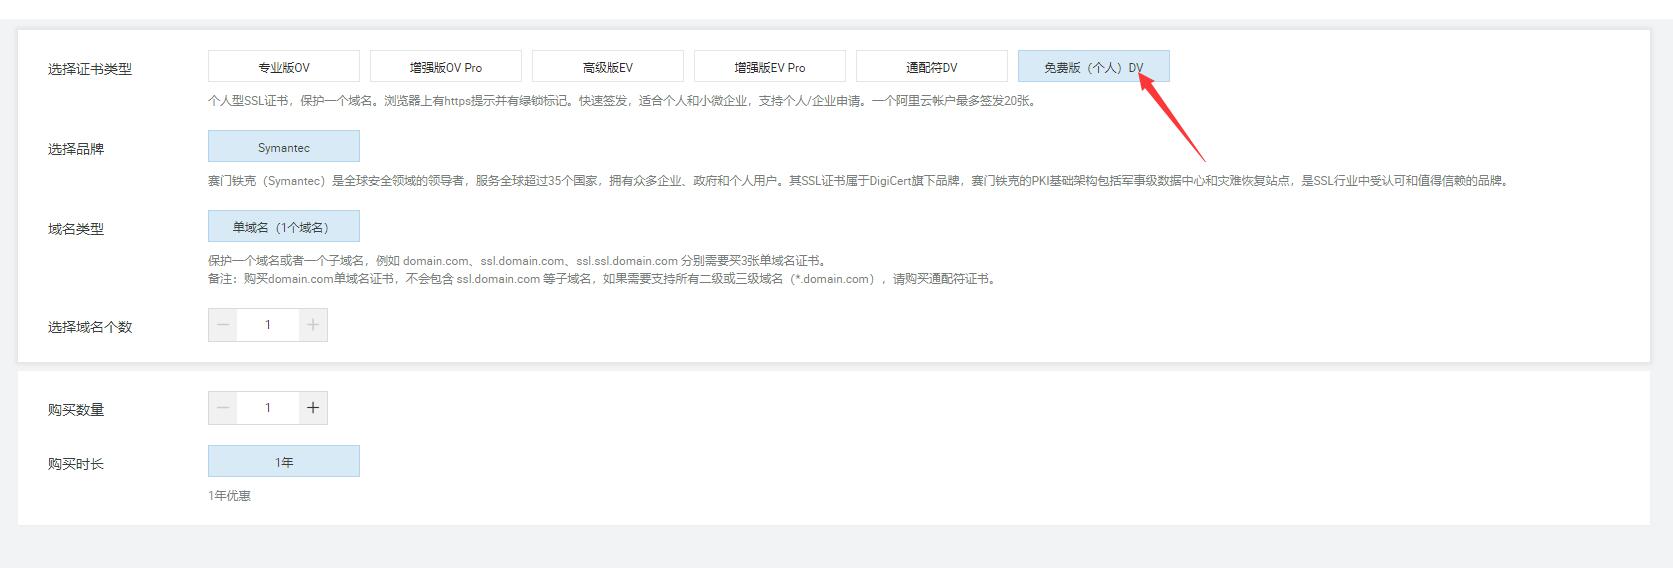 选择证书类型
专业版OV 增强版OV Pro 高级版EV 增强版EV Pro 通配符DV 免费版（个人）DV
个人型SSL证书，保护一个域名。浏览器上有https提示并有绿锁标记。快速签发，适合个人和小微企业，支持个人/企业申请。一个阿里云帐户最多签发20张。
选择品牌
Symantec
赛门铁克（Symantec）是全球安全领域的领导者，服务全球超过35个国家，拥有众多企业、政府和个人用户。其SSL证书属于DigiCert旗下品牌，赛门铁克的PKI基础架构包括军事级数据中心和灾难恢复站点，是SSL行业中受认可和值得信赖的品牌。
域名类型
单域名（1个域名）
保护一个域名或者一个子域名，例如 domain.com、ssl.domain.com、ssl.ssl.domain.com 分别需要买3张单域名证书。
备注：购买domain.com单域名证书，不会包含 ssl.domain.com 等子域名，如果需要支持所有二级或三级域名（*.domain.com），请购买通配符证书。
选择域名个数
1
购买数量
1
购买时长
1年
1年优惠